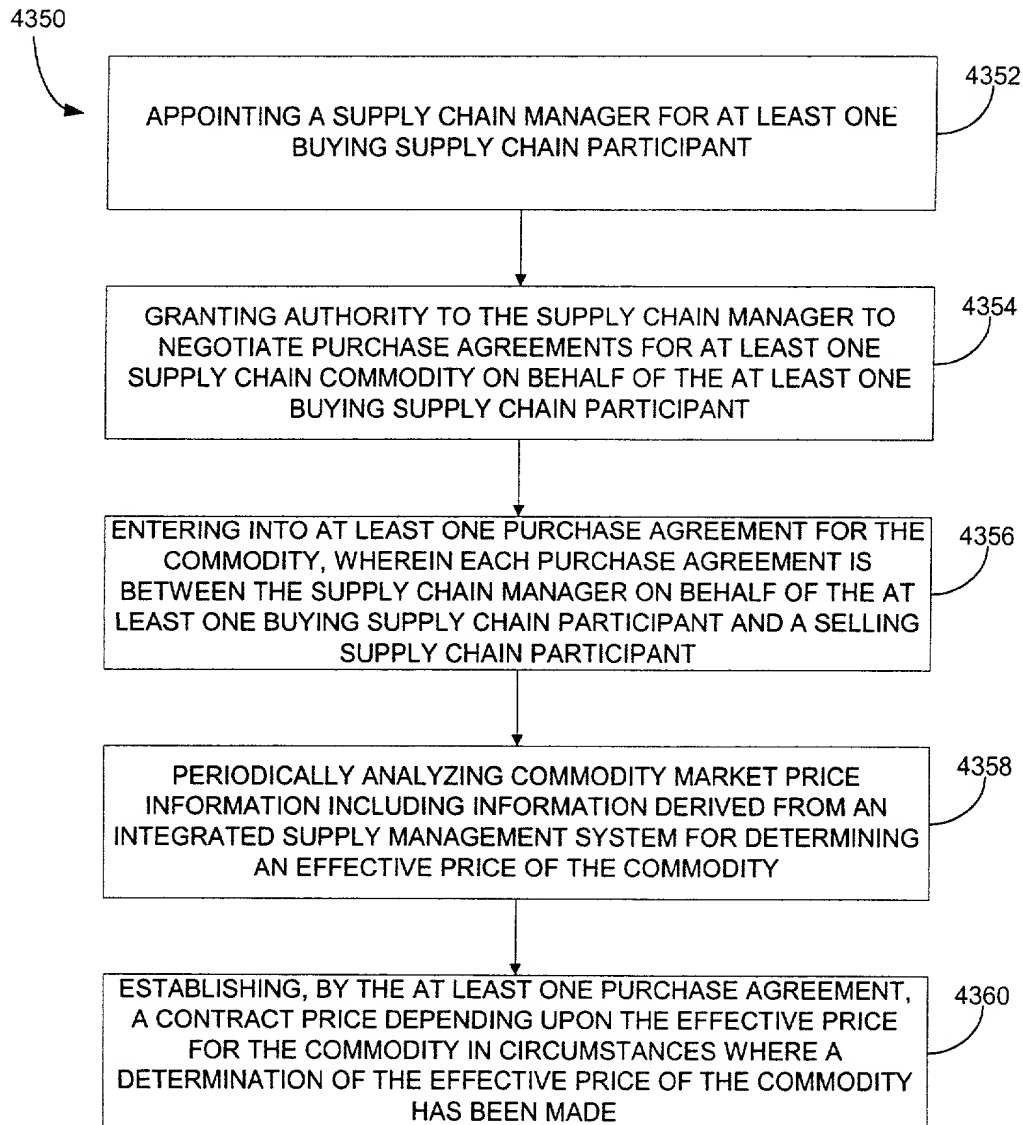 4350
4352
APPOINTING A SUPPLY CHAIN MANAGER FOR AT LEAST ONE
BUYING SUPPLY CHAIN PARTICIPANT
4354
GRANTING AUTHORITY TO THE SUPPLY CHAIN MANAGER TO
NEGOTIATE PURCHASE AGREEMENTS FOR AT LEAST ONE
SUPPLY CHAIN COMMODITY ON BEHALF OF THE AT LEAST ONE
BUYING SUPPLY CHAIN PARTICIPANT
4356
ENTERING INTO AT LEAST ONE PURCHASE AGREEMENT FOR THE
COMMODITY, WHEREIN EACH PURCHASE AGREEMENT IS
BETWEEN THE SUPPLY CHAIN MANAGER ON BEHALF OF THE AT
LEAST ONE BUYING SUPPLY CHAIN PARTICIPANT AND A SELLING
SUPPLY CHAIN PARTICIPANT
4358
PERIODICALLY ANALYZING COMMODITY MARKET PRICE
INFORMATION INCLUDING INFORMATION DERIVED FROM AN
INTEGRATED SUPPLY MANAGEMENT SYSTEM FOR DETERMINING
AN EFFECTIVE PRICE OF THE COMMODITY
4360
ESTABLISHING, BY THE AT LEAST ONE PURCHASE AGREEMENT,
A CONTRACT PRICE DEPENDING UPON THE EFFECTIVE PRICE
FOR THE COMMODITY IN CIRCUMSTANCES WHERE A
DETERMINATION OF THE EFFECTIVE PRICE OF THE COMMODITY
HAS BEEN MADE